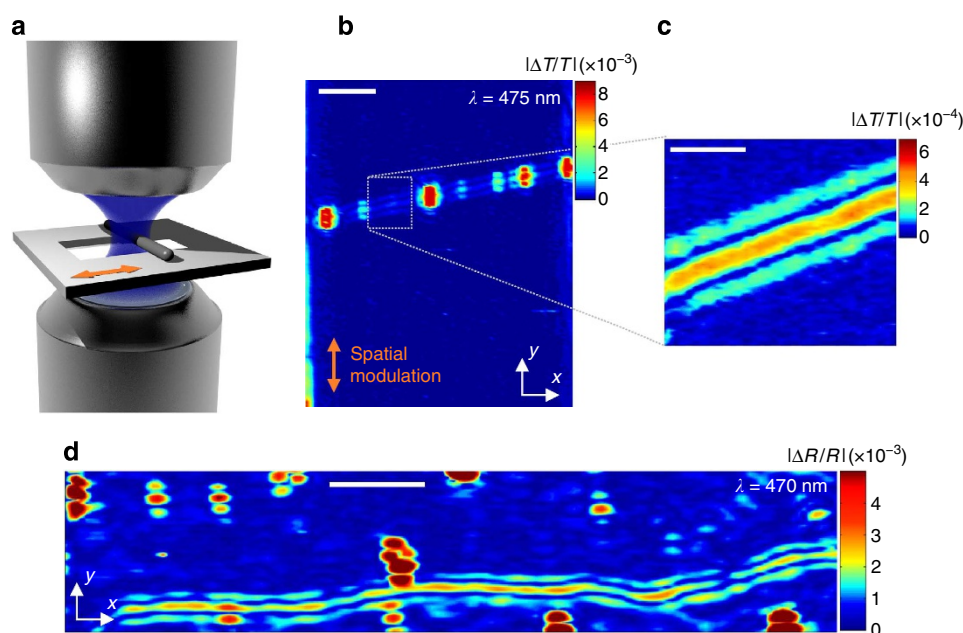 a
b
c
|ΔT/T| (×10⁻³)
λ = 475 nm
8
6
4
2
0
Spatial
modulation
y
x
|ΔT/T| (×10⁻⁴)
6
4
2
0
d
|ΔR/R| (×10⁻³)
λ = 470 nm
4
3
2
1
0
y
x